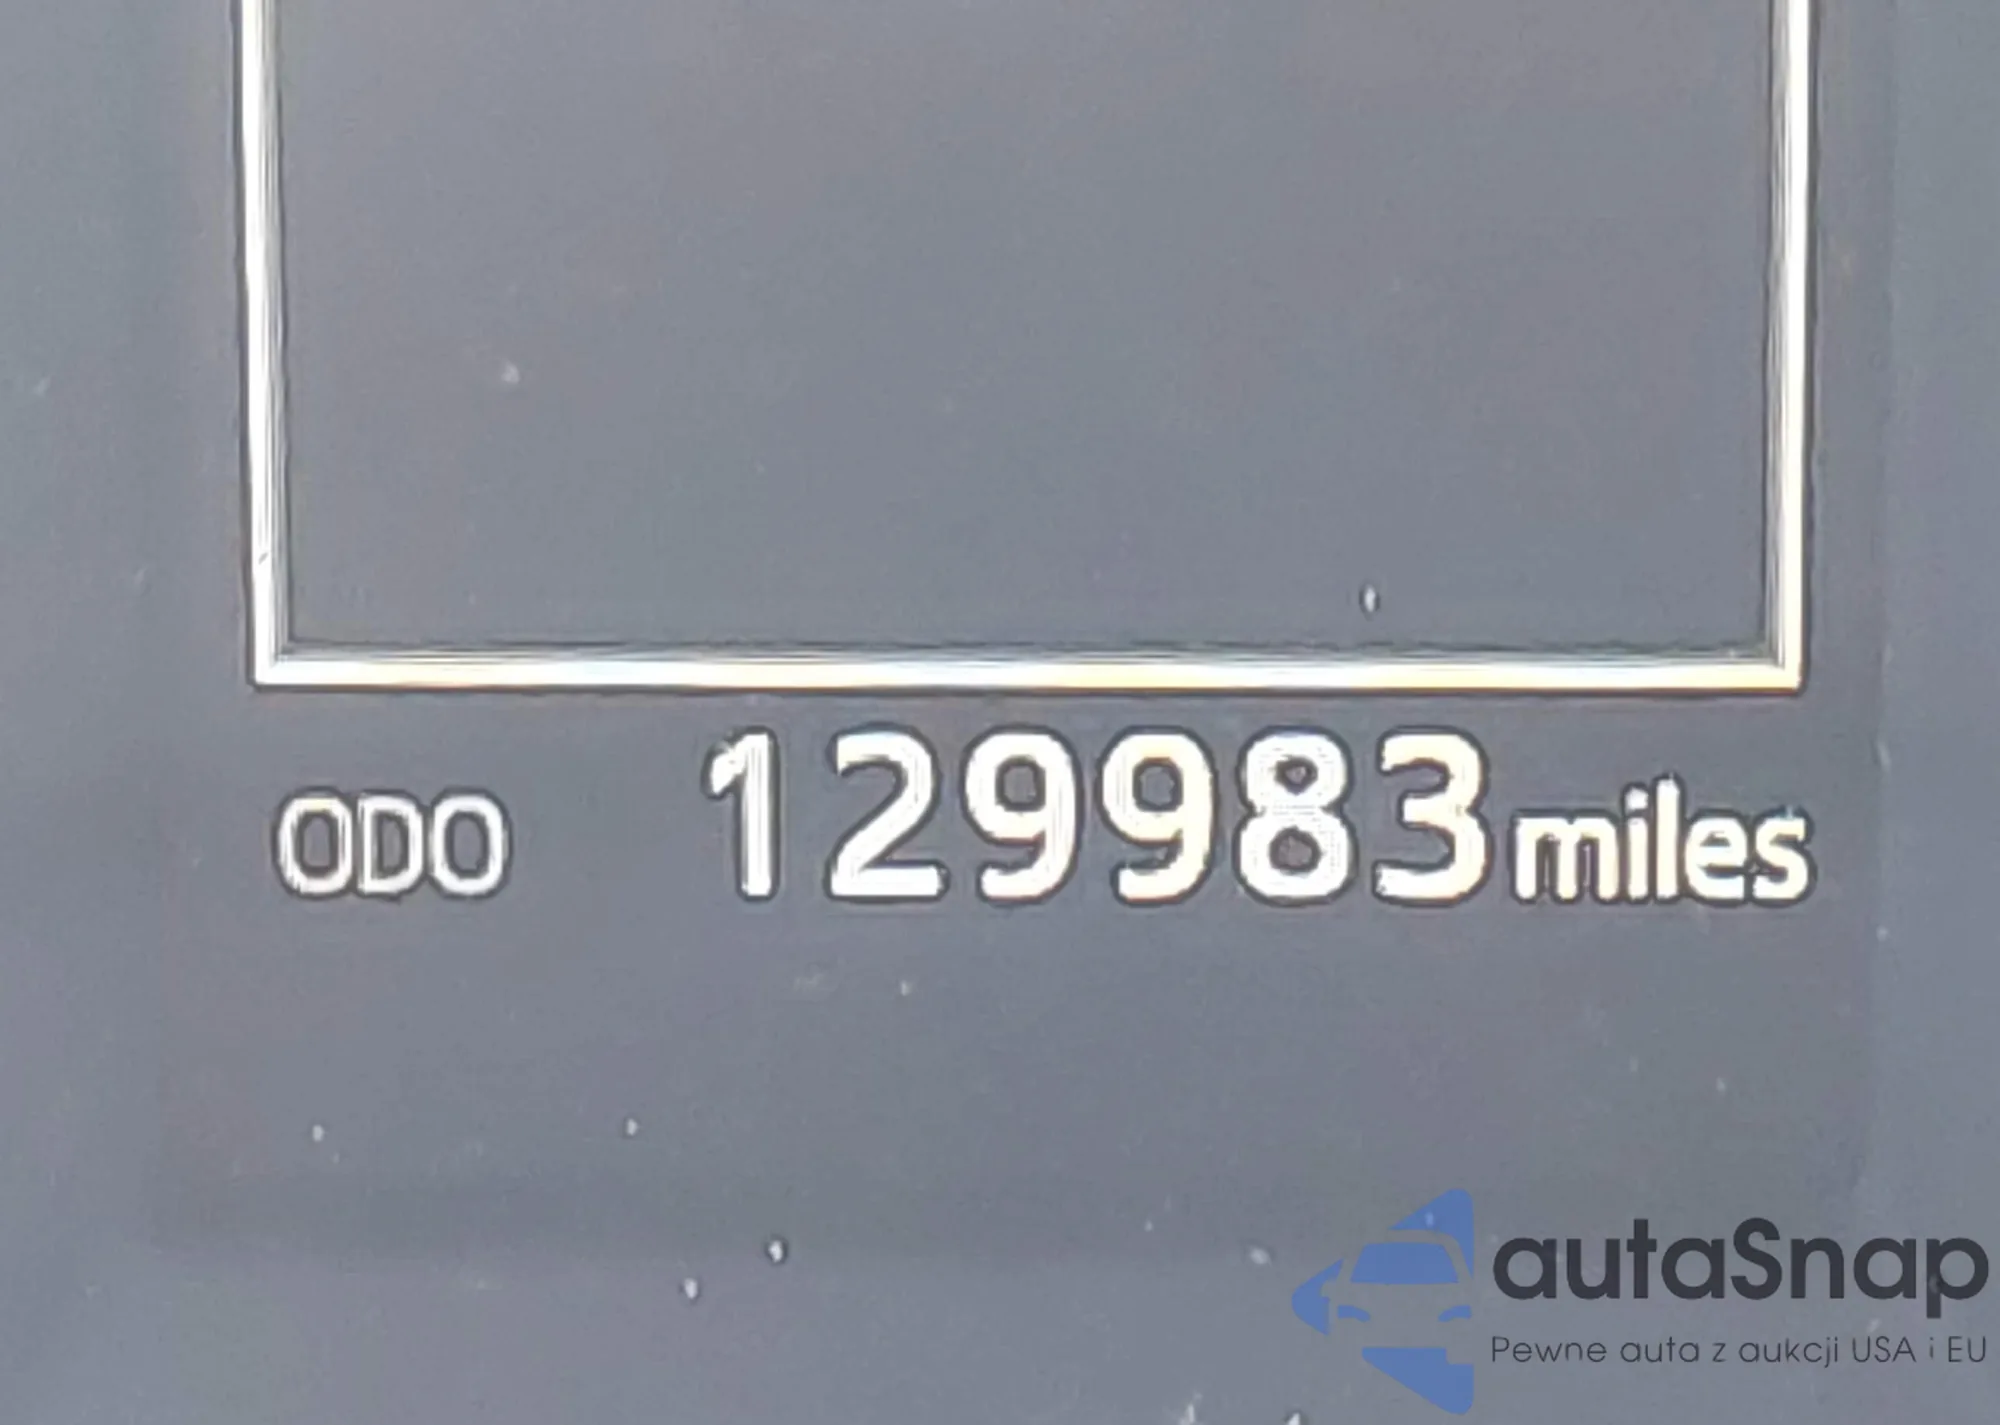 ODO 129983 miles
autaSnap
Pewne auta z aukcji USA i EU